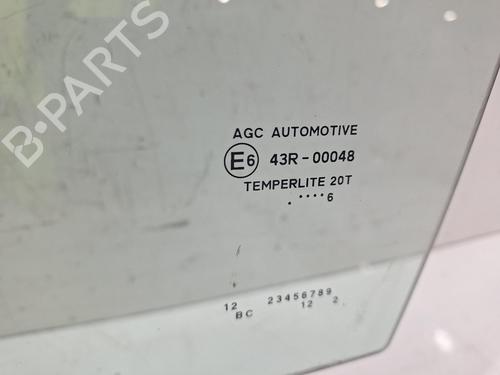 B-PARTS
AGC AUTOMOTIVE
E6 43R-00048
TEMPERLITE 20T
. ····6
12 23456789
BC 12 2